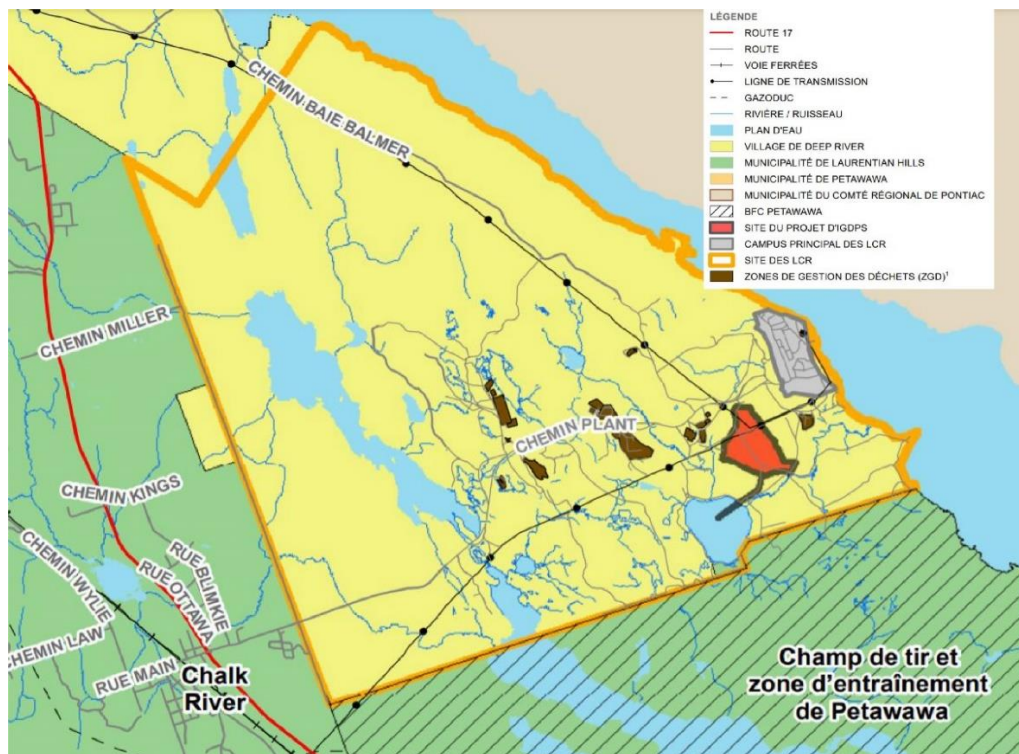 LÉGENDE
ROUTE 17
ROUTE
VOIE FERRÉES
LIGNE DE TRANSMISSION
GAZODUC
RIVIÈRE / RUISSEAU
PLAN D'EAU
VILLAGE DE DEEP RIVER
MUNICIPALITÉ DE LAURENTIAN HILLS
MUNICIPALITÉ DE PETAWAWA
MUNICIPALITÉ DU COMTÉ RÉGIONAL DE PONTIAC
BFC PETAWAWA
SITE DU PROJET D'IGDPS
CAMPUS PRINCIPAL DES LCR
SITE DES LCR
ZONES DE GESTION DES DÉCHETS (ZGD)¹
CHEMIN BAIE BALMER
CHEMIN MILLER
CHEMIN PLANT
CHEMIN KINGS
CHEMIN WYLIE
RUE BLIMKIE
RUE OTTAWA
CHEMIN LAW
RUE MAIN
Chalk
River
Champ de tir et
zone d'entraînement
de Petawawa